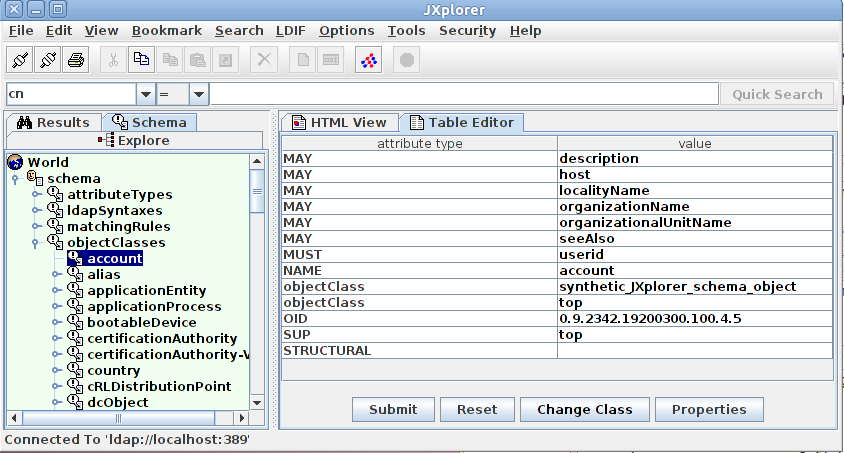 JXplorer
File Edit View Bookmark Search LDIF Options Tools Security Help
cn = Quick Search
Results Schema
Explore
World
schema
attributeTypes
ldapSyntaxes
matchingRules
objectClasses
account
alias
applicationEntity
applicationProcess
bootableDevice
certificationAuthority
certificationAuthority-V
country
cRLDistributionPoint
dcObject
HTML View Table Editor
attribute type value
MAY description
MAY host
MAY localityName
MAY organizationName
MAY organizationalUnitName
MAY seeAlso
MUST userid
NAME account
objectClass synthetic_JXplorer_schema_object
objectClass top
OID 0.9.2342.19200300.100.4.5
SUP top
STRUCTURAL
Submit Reset Change Class Properties
Connected To 'ldap://localhost:389'